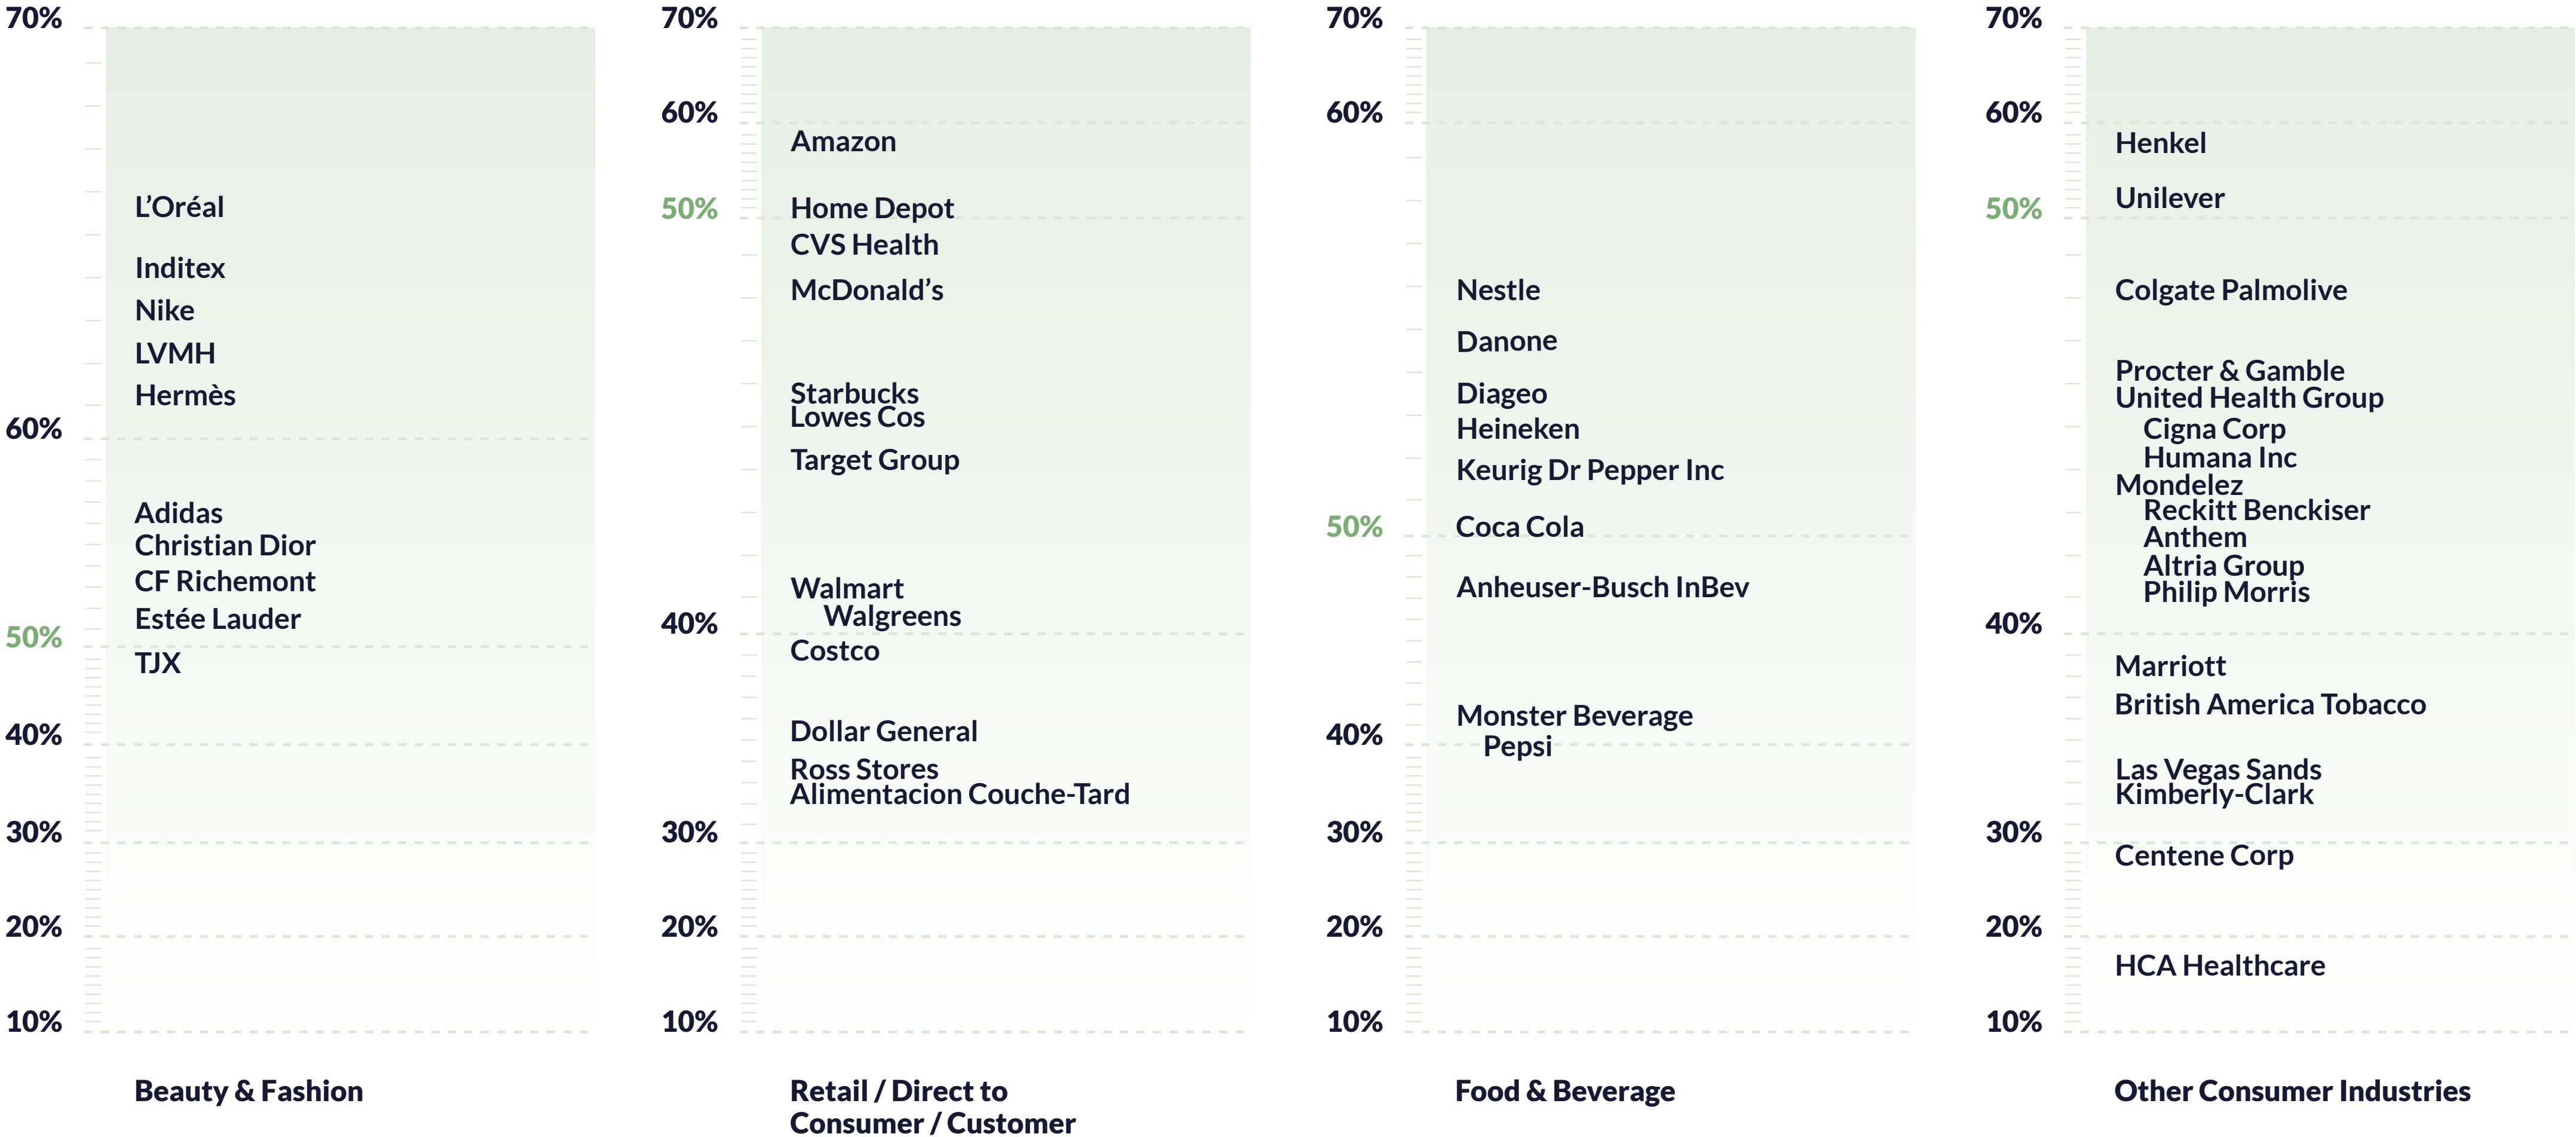 70%
L’Oréal
Inditex
Nike
LVMH
Hermès
60%
Adidas
Christian Dior
CF Richemont
Estée Lauder
50%
TJX
40%
30%
20%
10%
Beauty & Fashion
70%
60%
Amazon
50%
Home Depot
CVS Health
McDonald’s
Starbucks
Lowes Cos
Target Group
Walmart
Walgreens
40%
Costco
Dollar General
Ross Stores
Alimentacion Couche-Tard
30%
20%
10%
Retail / Direct to
Consumer / Customer
70%
60%
Nestle
Danone
Diageo
Heineken
Keurig Dr Pepper Inc
50%
Coca Cola
Anheuser-Busch InBev
Monster Beverage
40%
Pepsi
30%
20%
10%
Food & Beverage
70%
60%
Henkel
Unilever
50%
Colgate Palmolive
Procter & Gamble
United Health Group
Cigna Corp
Humana Inc
Mondelez
Reckitt Benckiser
Anthem
Altria Group
Philip Morris
40%
Marriott
British America Tobacco
Las Vegas Sands
Kimberly-Clark
30%
Centene Corp
20%
HCA Healthcare
10%
Other Consumer Industries